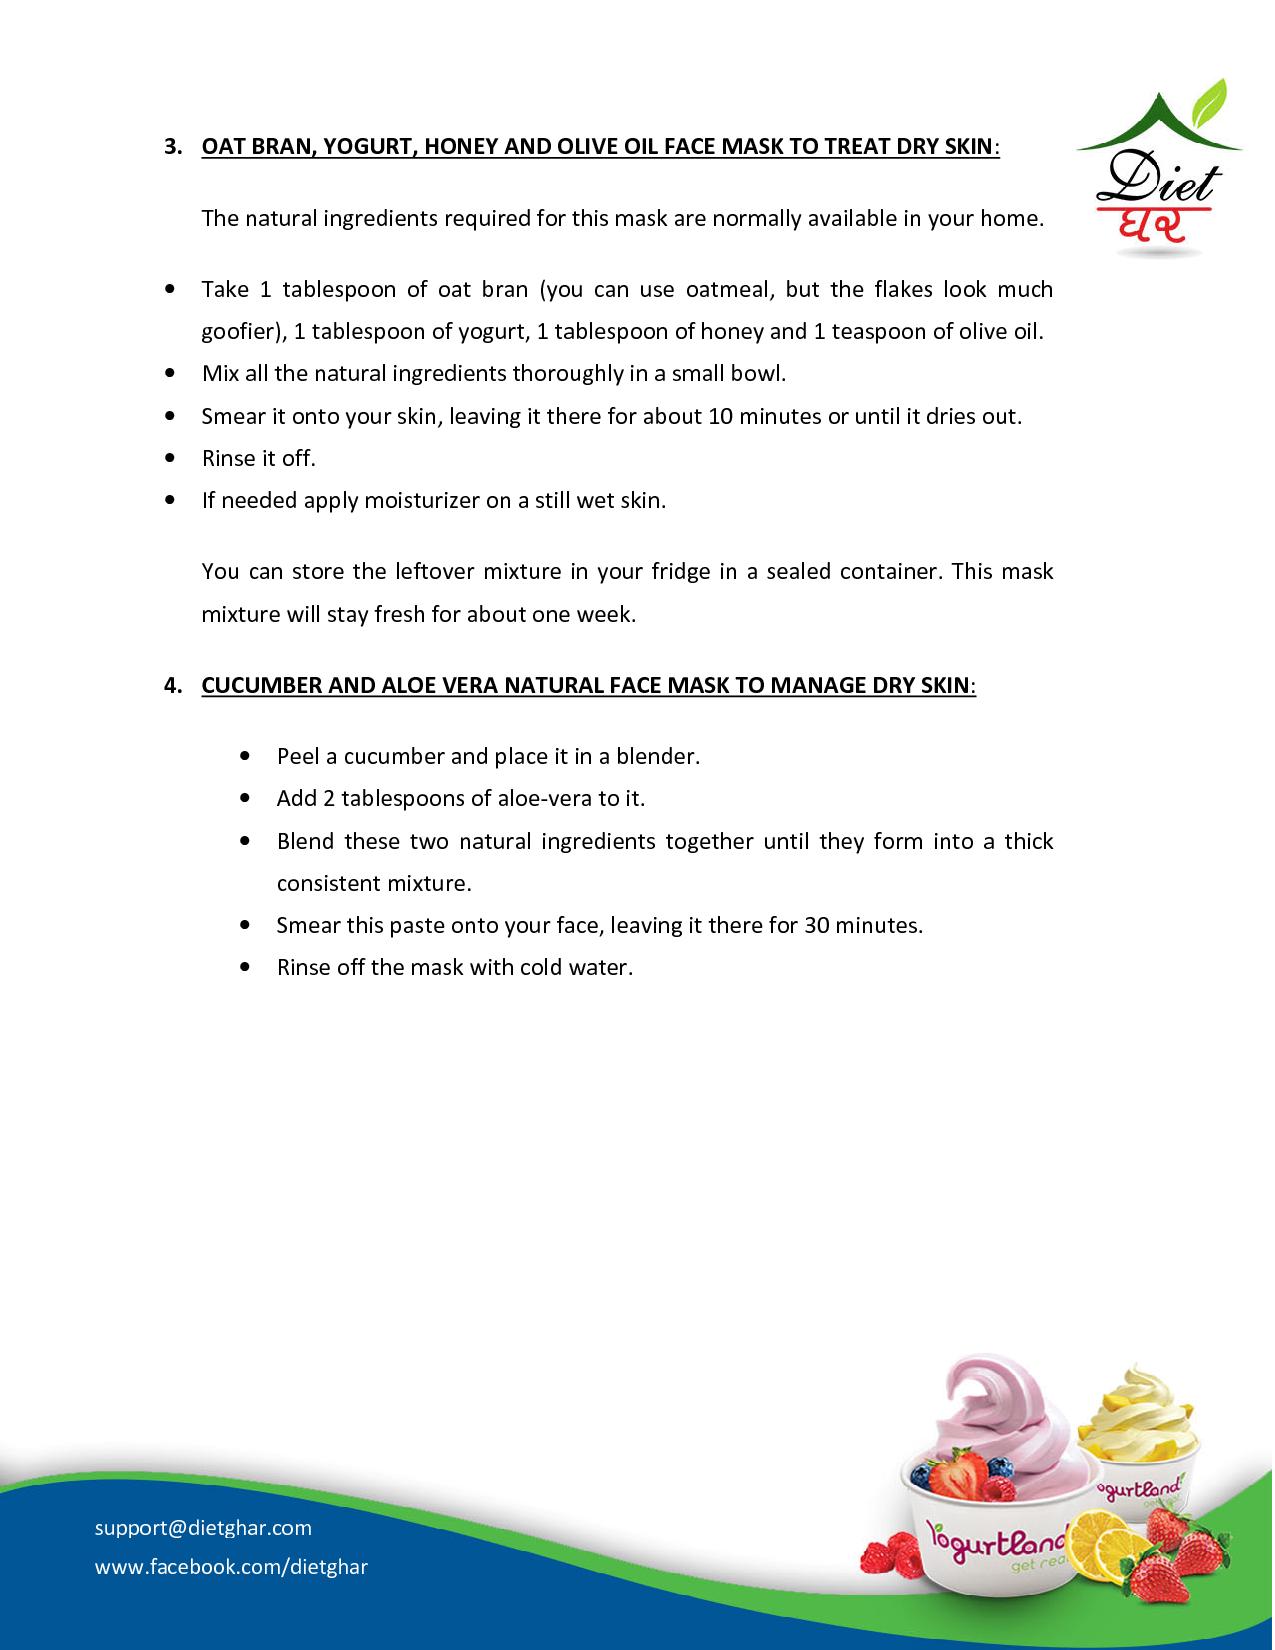 3. OAT BRAN, YOGURT, HONEY AND OLIVE OIL FACE MASK TO TREAT DRY SKIN:
Diet
ઘર
The natural ingredients required for this mask are normally available in your home.
• Take 1 tablespoon of oat bran (you can use oatmeal, but the flakes look much
goofier), 1 tablespoon of yogurt, 1 tablespoon of honey and 1 teaspoon of olive oil.
• Mix all the natural ingredients thoroughly in a small bowl.
• Smear it onto your skin, leaving it there for about 10 minutes or until it dries out.
• Rinse it off.
• If needed apply moisturizer on a still wet skin.
You can store the leftover mixture in your fridge in a sealed container. This mask
mixture will stay fresh for about one week.
4. CUCUMBER AND ALOE VERA NATURAL FACE MASK TO MANAGE DRY SKIN:
• Peel a cucumber and place it in a blender.
• Add 2 tablespoons of aloe-vera to it.
• Blend these two natural ingredients together until they form into a thick
consistent mixture.
• Smear this paste onto your face, leaving it there for 30 minutes.
• Rinse off the mask with cold water.
ogurtland
Yogurtland
get real
support@dietghar.com
www.facebook.com/dietghar